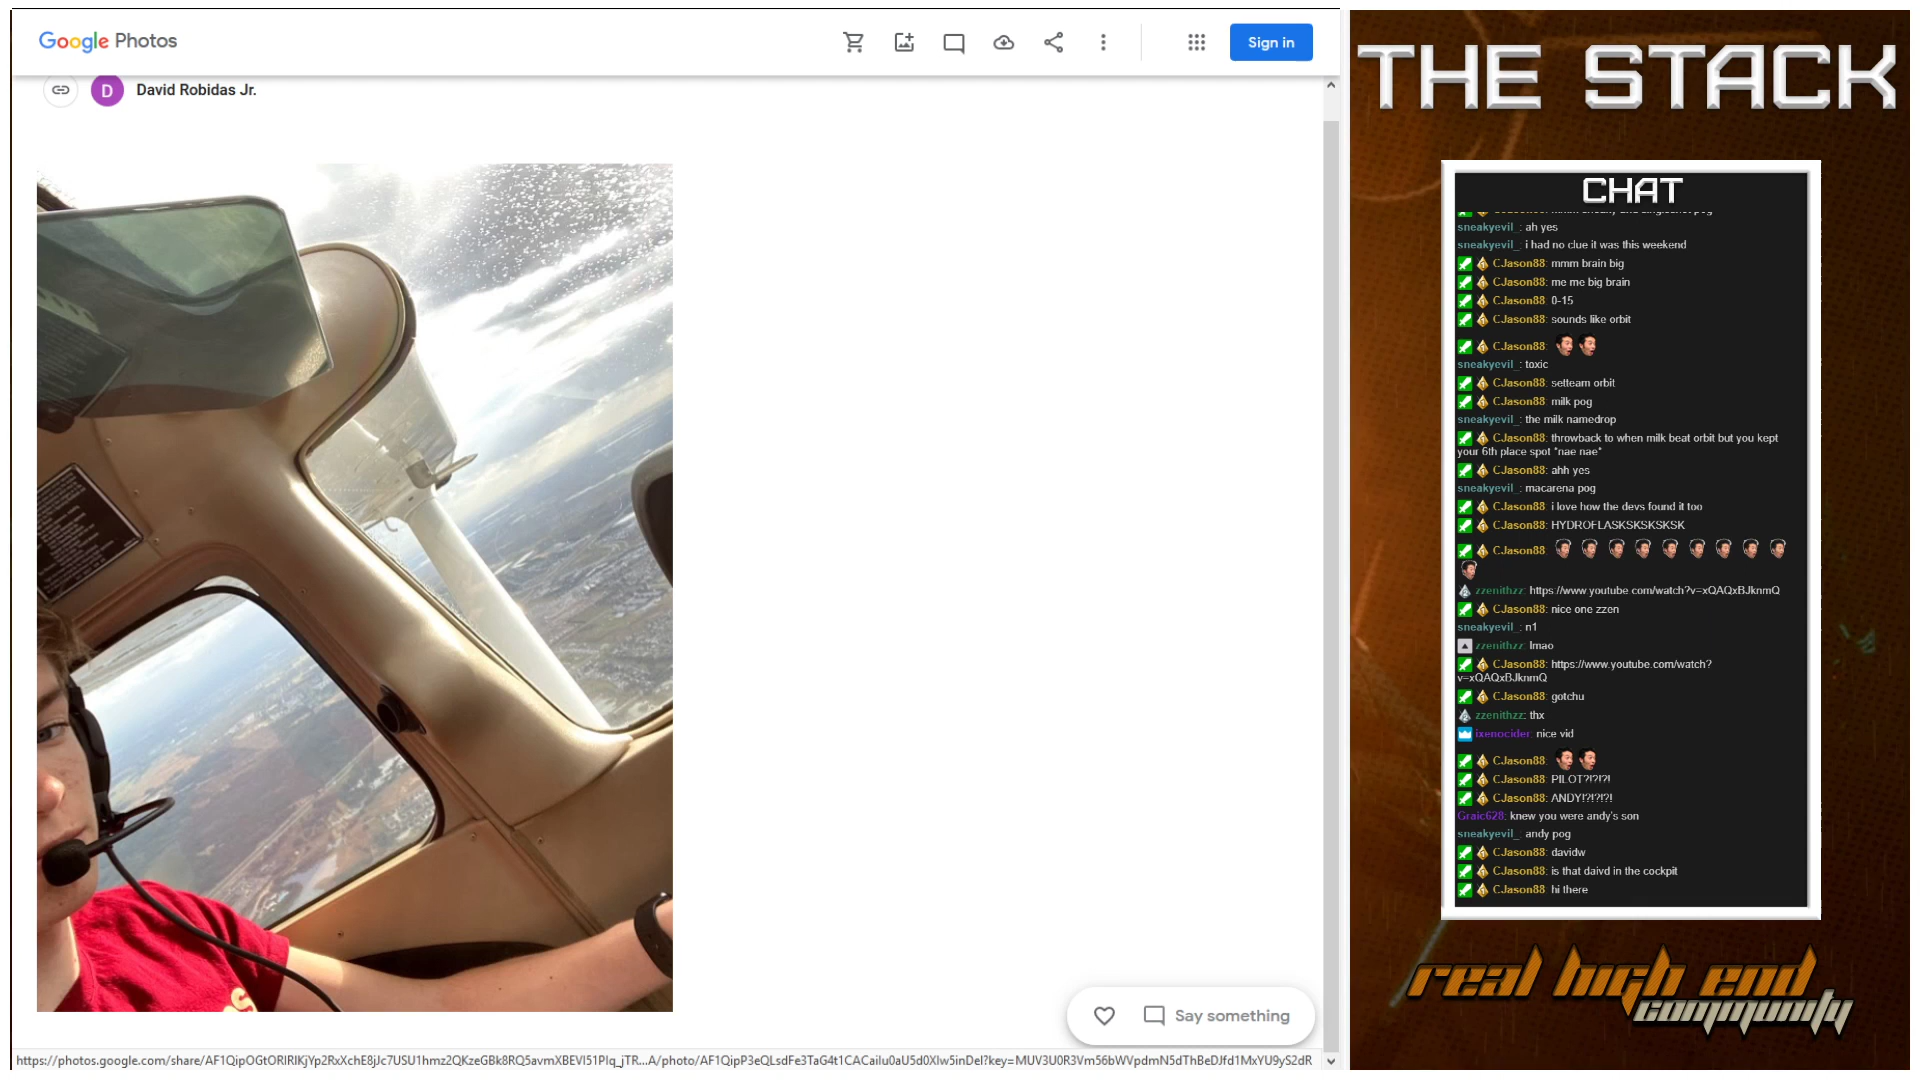 Google Photos
Sign in
David Robidas Jr.
Say something
https://photos.google.com/share/AF1QipOGtORlRlKjYp2RxXchE8jJc7USU1hmz2QKzeGBk8RQ5avmXBEVl51Plq_jTR...A/photo/AF1QipP3eQLsdFe3TaG4t1CACailu0aU5d0Xlw5inDel?key=MUV3U0R3Vm56bWVpdmN5dThBeDJfd1MxYU9yS2dR
THE STACK
CHAT
sneakyevil_: ah yes
sneakyevil_: i had no clue it was this weekend
CJason88: mmm brain big
CJason88: me me big brain
CJason88: 0-15
CJason88: sounds like orbit
CJason88:
sneakyevil_: toxic
CJason88: setteam orbit
CJason88: milk pog
sneakyevil_: the milk namedrop
CJason88: throwback to when milk beat orbit but you kept
your 6th place spot *nae nae*
CJason88: ahh yes
sneakyevil_: macarena pog
CJason88: i love how the devs found it too
CJason88: HYDROFLASKSKSKSKSK
CJason88:
zzenithzz: https://www.youtube.com/watch?v=xQAQxBJknmQ
CJason88: nice one zzen
sneakyevil_: n1
zzenithzz: lmao
CJason88: https://www.youtube.com/watch?
v=xQAQxBJknmQ
CJason88: gotchu
zzenithzz: thx
ixenocider: nice vid
CJason88:
CJason88: PILOT?!?!?!
CJason88: ANDY!?!?!?!
Graic628: knew you were andy's son
sneakyevil_: andy pog
CJason88: davidw
CJason88: is that daivd in the cockpit
CJason88: hi there
real high end
community